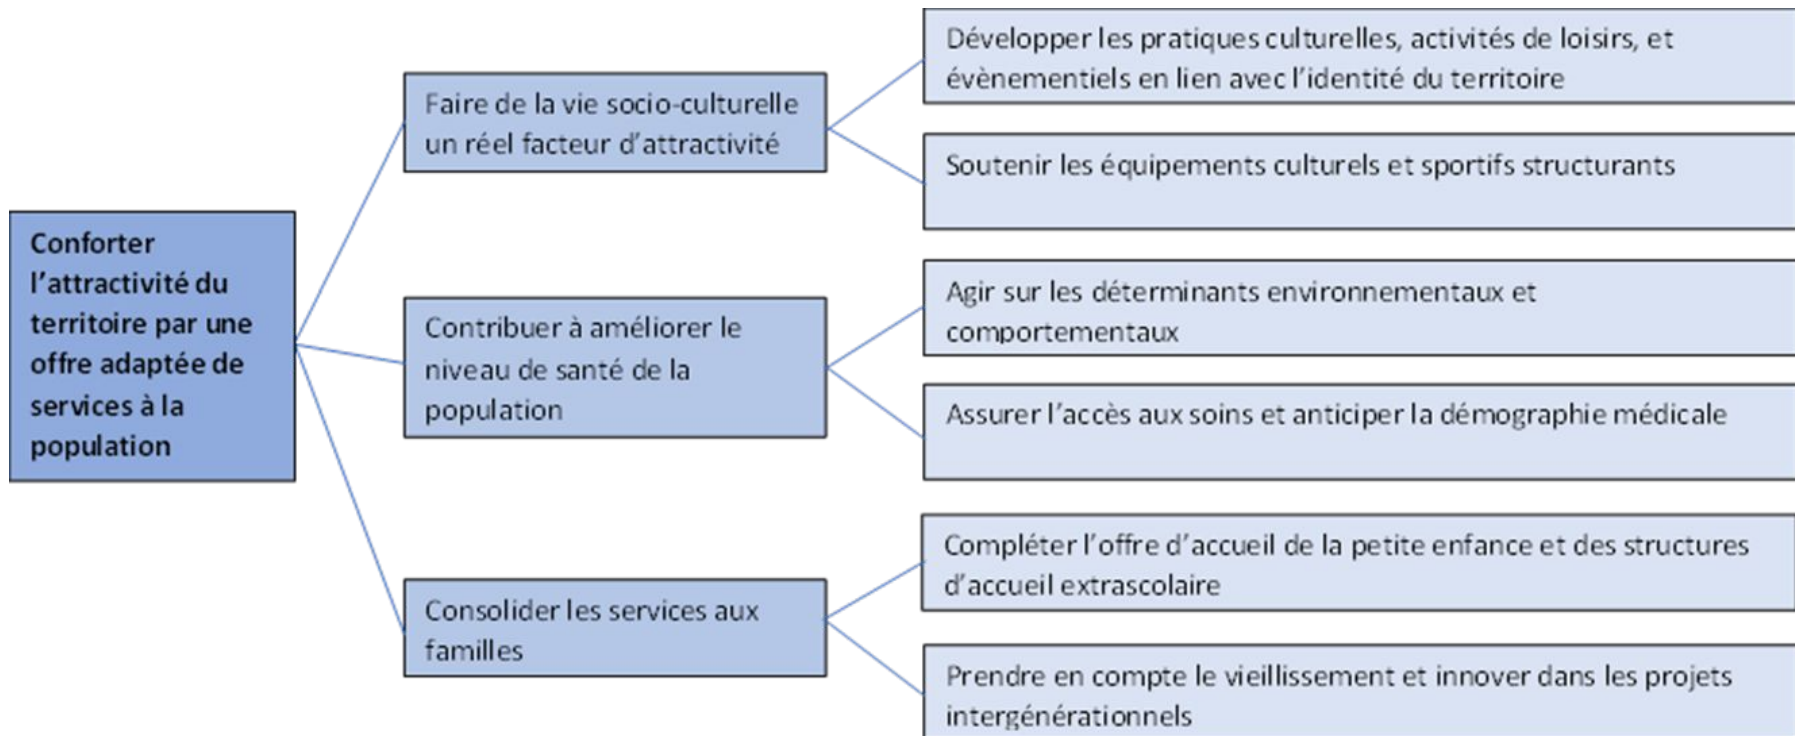 Conforter
l'attractivité du
territoire par une
offre adaptée de
services à la
population
Faire de la vie socio-culturelle
un réel facteur d'attractivité
Développer les pratiques culturelles, activités de loisirs, et
évènementiels en lien avec l'identité du territoire
Soutenir les équipements culturels et sportifs structurants
Contribuer à améliorer le
niveau de santé de la
population
Agir sur les déterminants environnementaux et
comportementaux
Assurer l'accès aux soins et anticiper la démographie médicale
Consolider les services aux
familles
Compléter l'offre d'accueil de la petite enfance et des structures
d'accueil extrascolaire
Prendre en compte le vieillissement et innover dans les projets
intergénérationnels